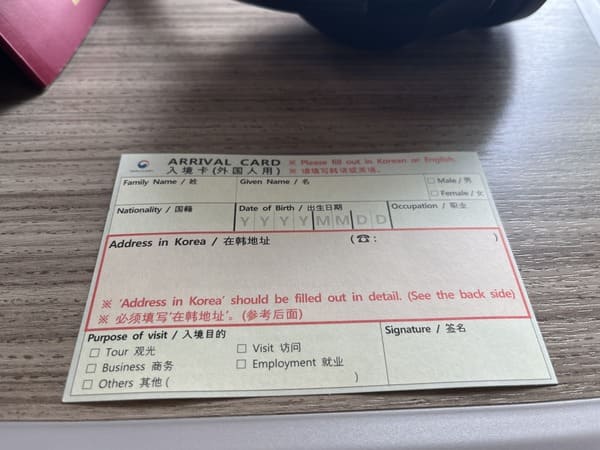 ARRIVAL CARD ※ Please fill out in Korean or English.
入境卡(外国人用) ※ 请填写韩语或英语。
Family Name / 姓 Given Name / 名 □ Male / 男
□ Female / 女
Nationality / 国籍 Date of Birth / 出生日期 Occupation / 职业
Y Y Y Y M M D D
Address in Korea / 在韩地址 (☎: )
※ 'Address in Korea' should be filled out in detail. (See the back side)
※ 必须填写'在韩地址'。(参考后面)
Purpose of visit / 入境目的 Signature / 签名
□ Tour 观光 □ Visit 访问
□ Business 商务 □ Employment 就业
□ Others 其他 ( )